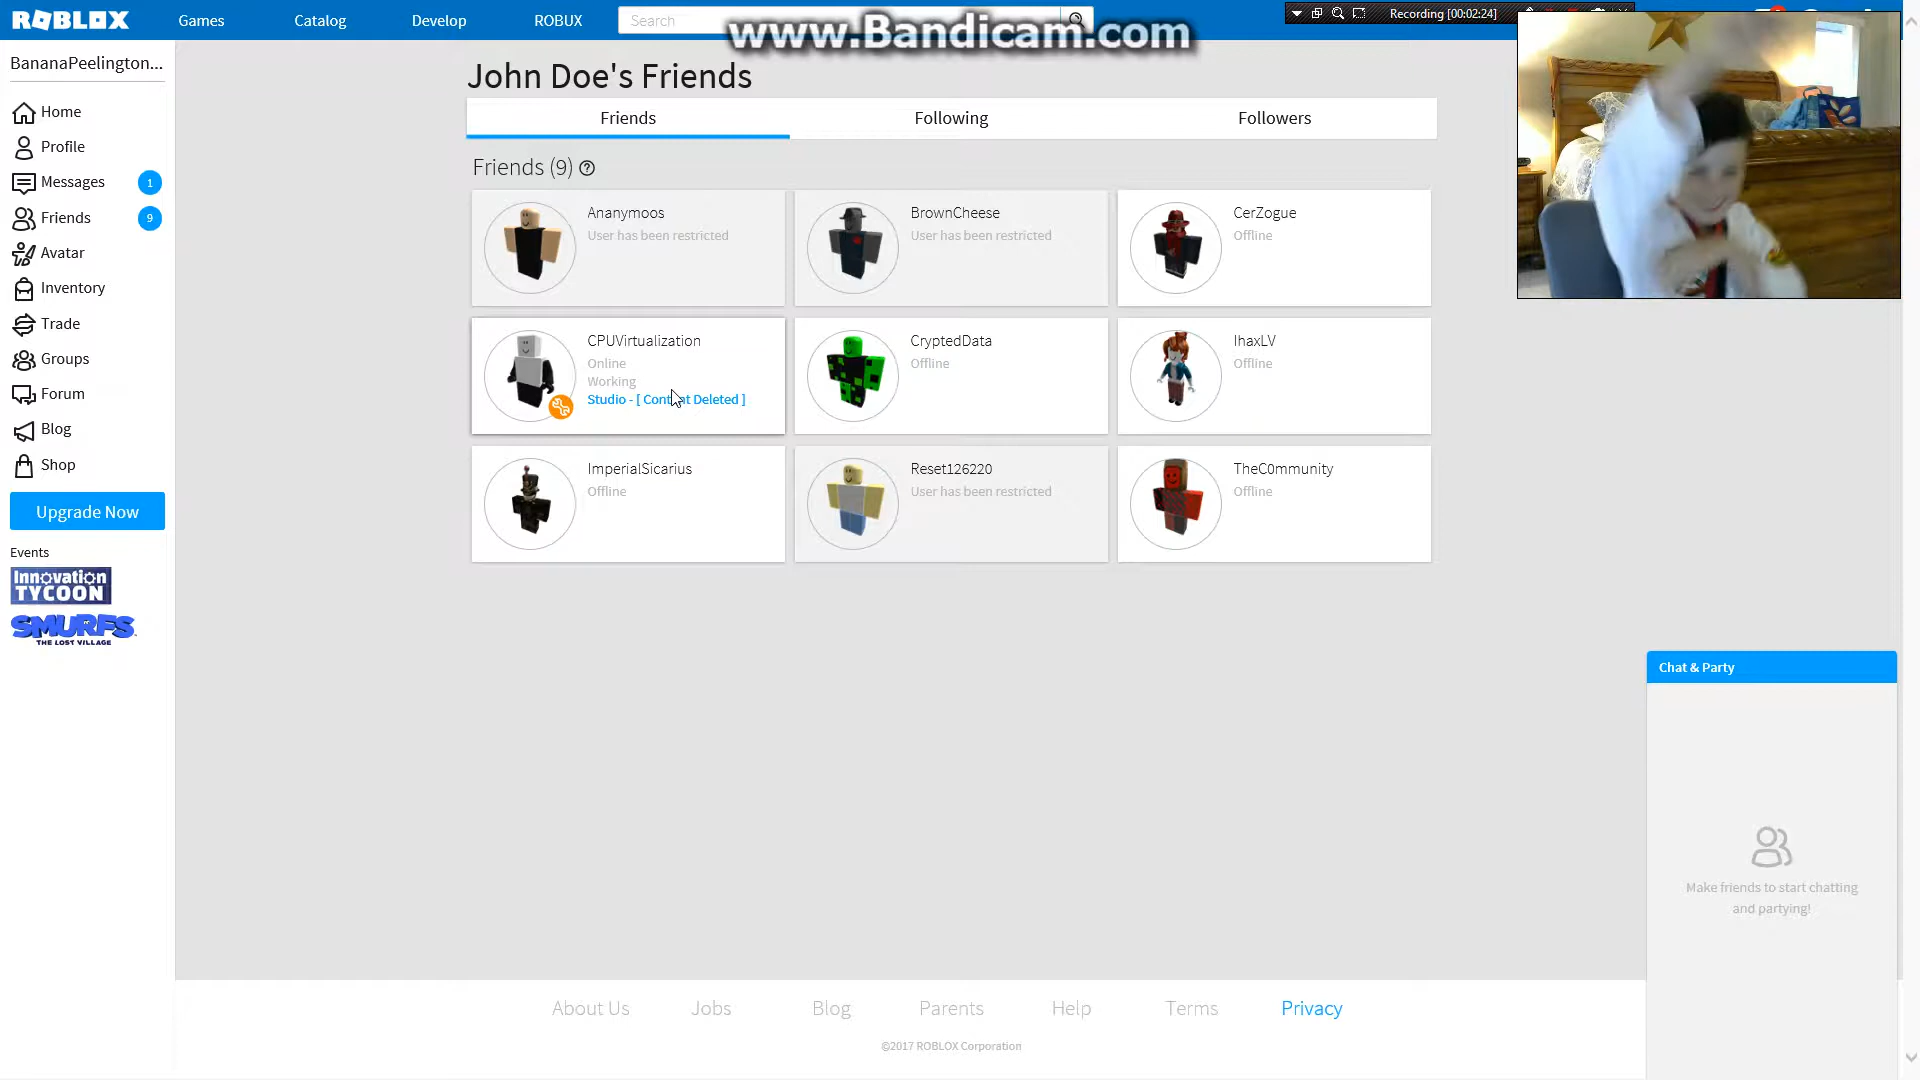 ROBLOX Games Catalog Develop ROBUX Search
www.Bandicam.com
Recording [00:02:24]
BananaPeelington...
Home
Profile
Messages 1
Friends 9
Avatar
Inventory
Trade
Groups
Forum
Blog
Shop
Upgrade Now
Events
Innovation
TYCOON
SMURFS
THE LOST VILLAGE
John Doe's Friends
Friends Following Followers
Friends (9)
Ananymoos
User has been restricted
BrownCheese
User has been restricted
CerZogue
Offline
CPUVirtualization
Online
Working
Studio - [ Content Deleted ]
CryptedData
Offline
IhaxLV
Offline
ImperialSicarius
Offline
Reset126220
User has been restricted
TheC0mmunity
Offline
Chat & Party
Make friends to start chatting
and partying!
About Us Jobs Blog Parents Help Terms Privacy
©2017 ROBLOX Corporation